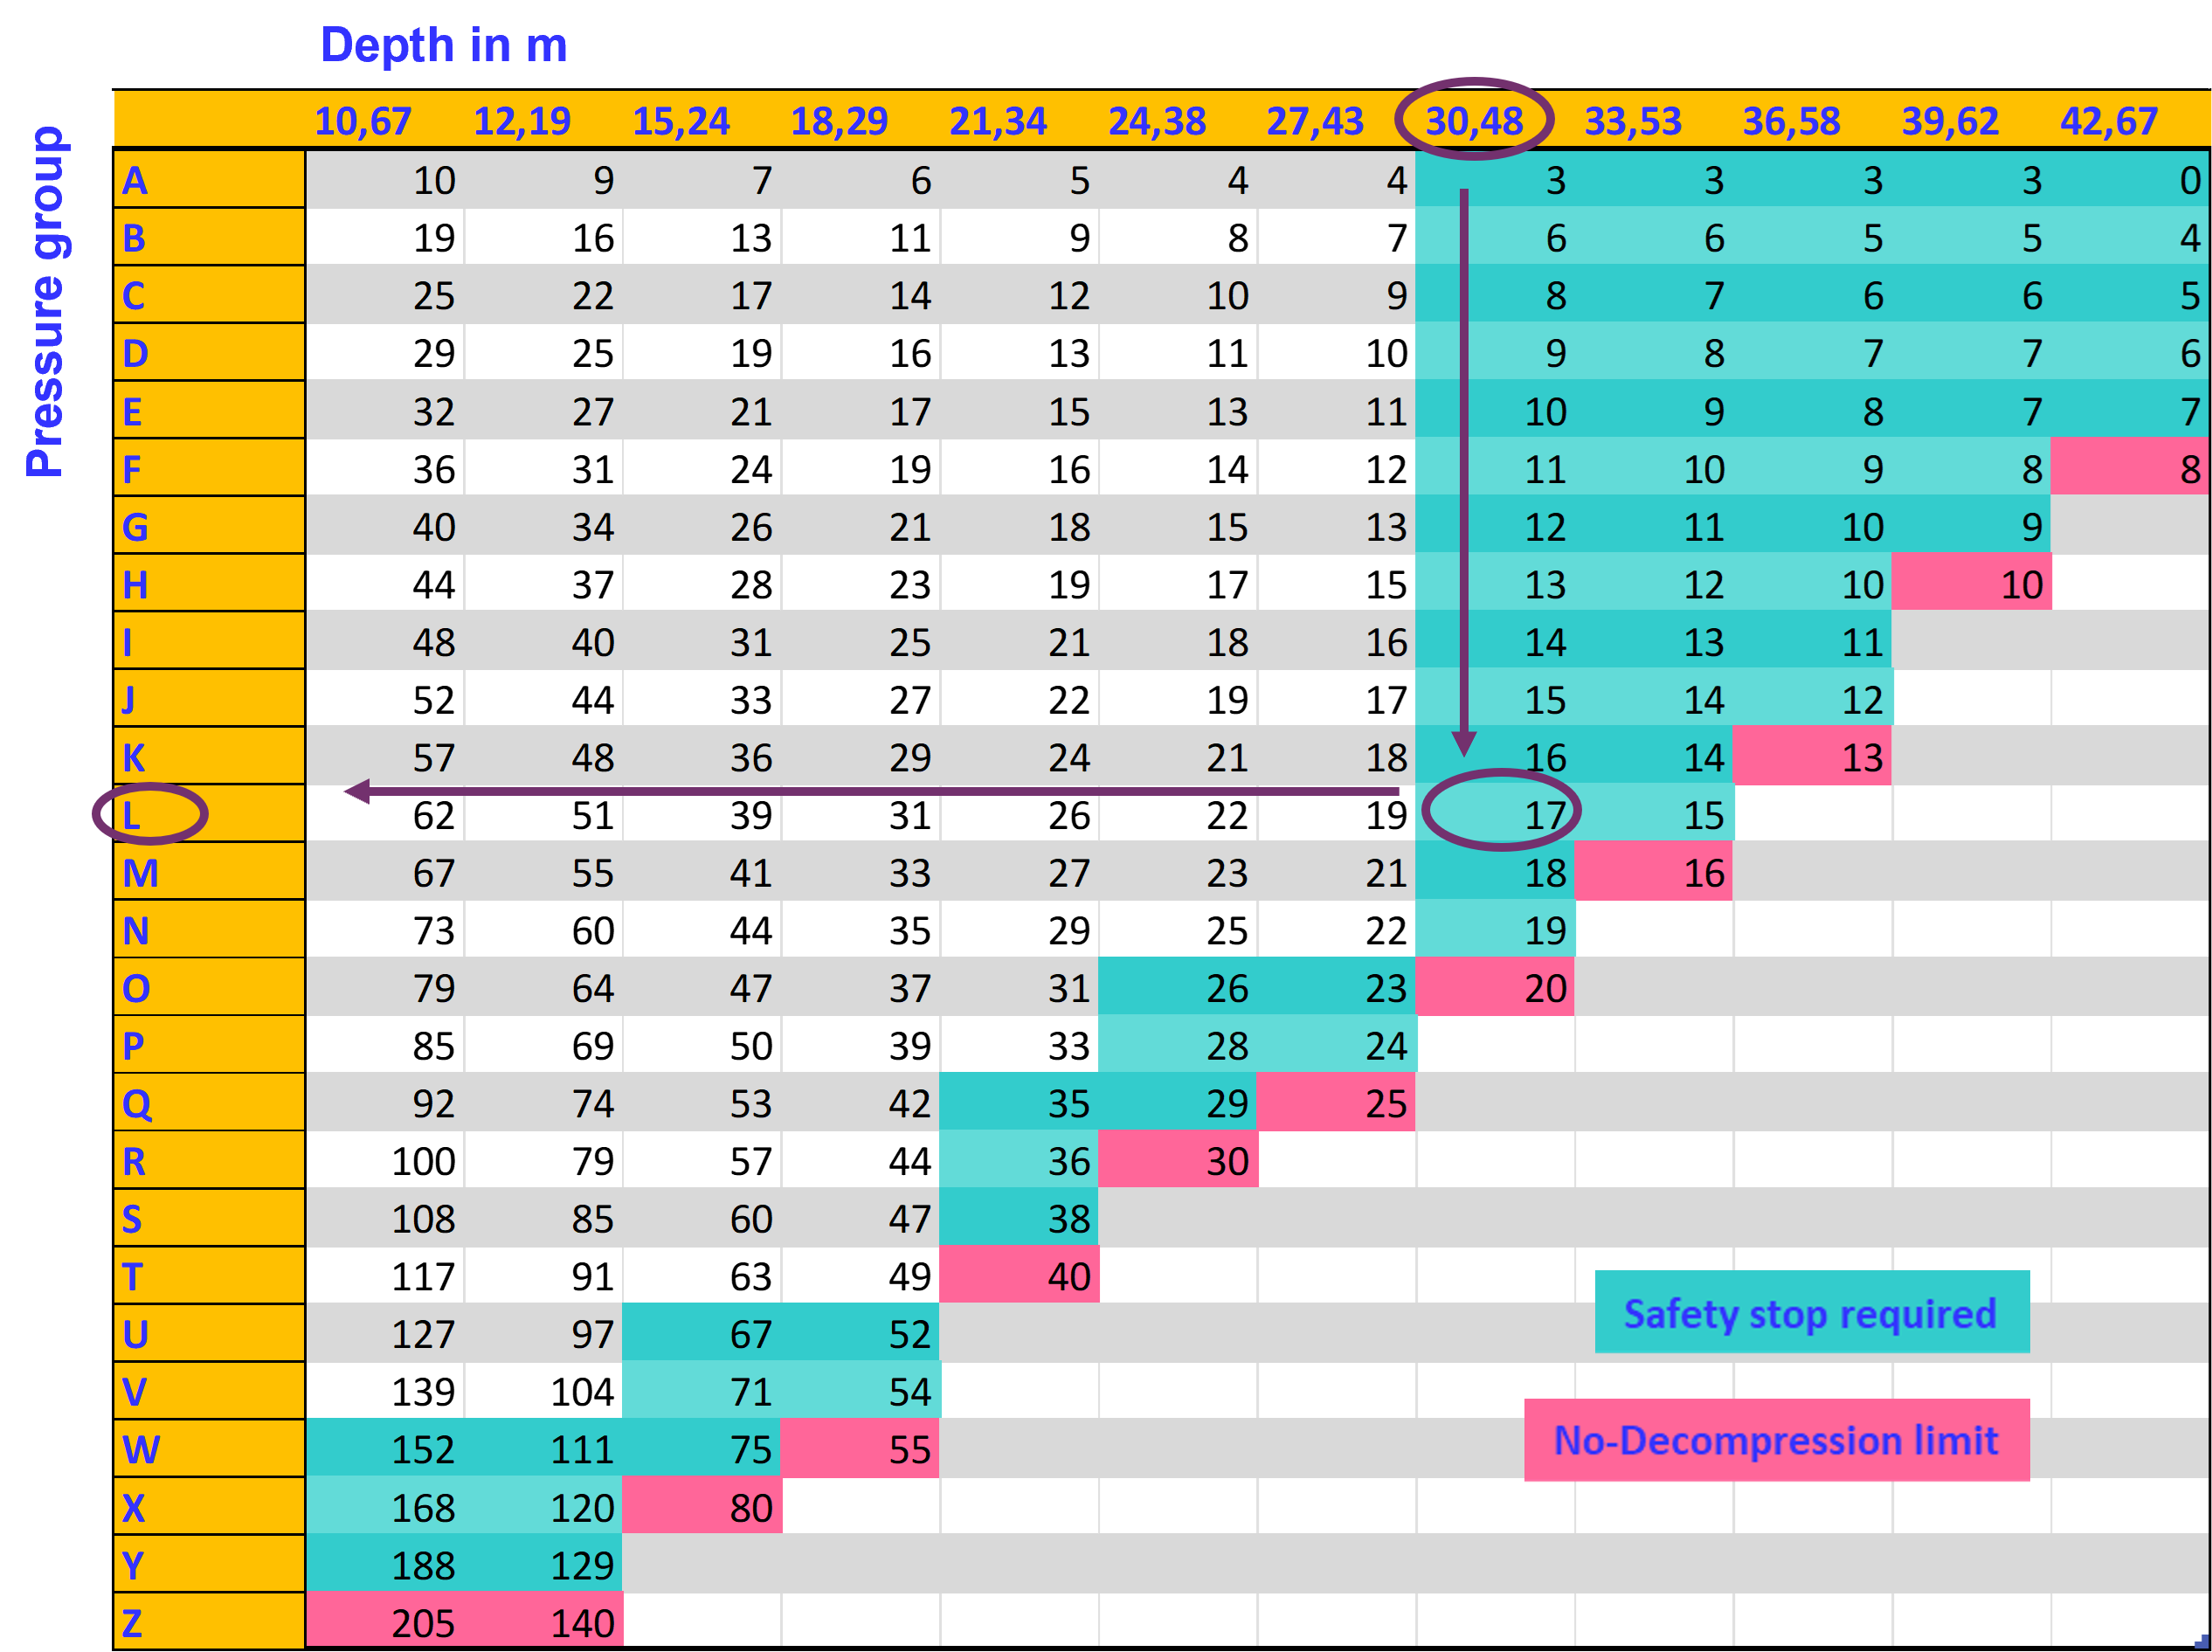 Depth in m
Pressure group
10,67 12,19 15,24 18,29 21,34 24,38 27,43 30,48 33,53 36,58 39,62 42,67
A 10 9 7 6 5 4 4 3 3 3 3 0
B 19 16 13 11 9 8 7 6 6 5 5 4
C 25 22 17 14 12 10 9 8 7 6 6 5
D 29 25 19 16 13 11 10 9 8 7 7 6
E 32 27 21 17 15 13 11 10 9 8 7 7
F 36 31 24 19 16 14 12 11 10 9 8 8
G 40 34 26 21 18 15 13 12 11 10 9
H 44 37 28 23 19 17 15 13 12 10 10
I 48 40 31 25 21 18 16 14 13 11
J 52 44 33 27 22 19 17 15 14 12
K 57 48 36 29 24 21 18 16 14 13
L 62 51 39 31 26 22 19 17 15
M 67 55 41 33 27 23 21 18 16
N 73 60 44 35 29 25 22 19
O 79 64 47 37 31 26 23 20
P 85 69 50 39 33 28 24
Q 92 74 53 42 35 29 25
R 100 79 57 44 36 30
S 108 85 60 47 38
T 117 91 63 49 40
U 127 97 67 52
V 139 104 71 54
W 152 111 75 55
X 168 120 80
Y 188 129
Z 205 140
Safety stop required
No-Decompression limit